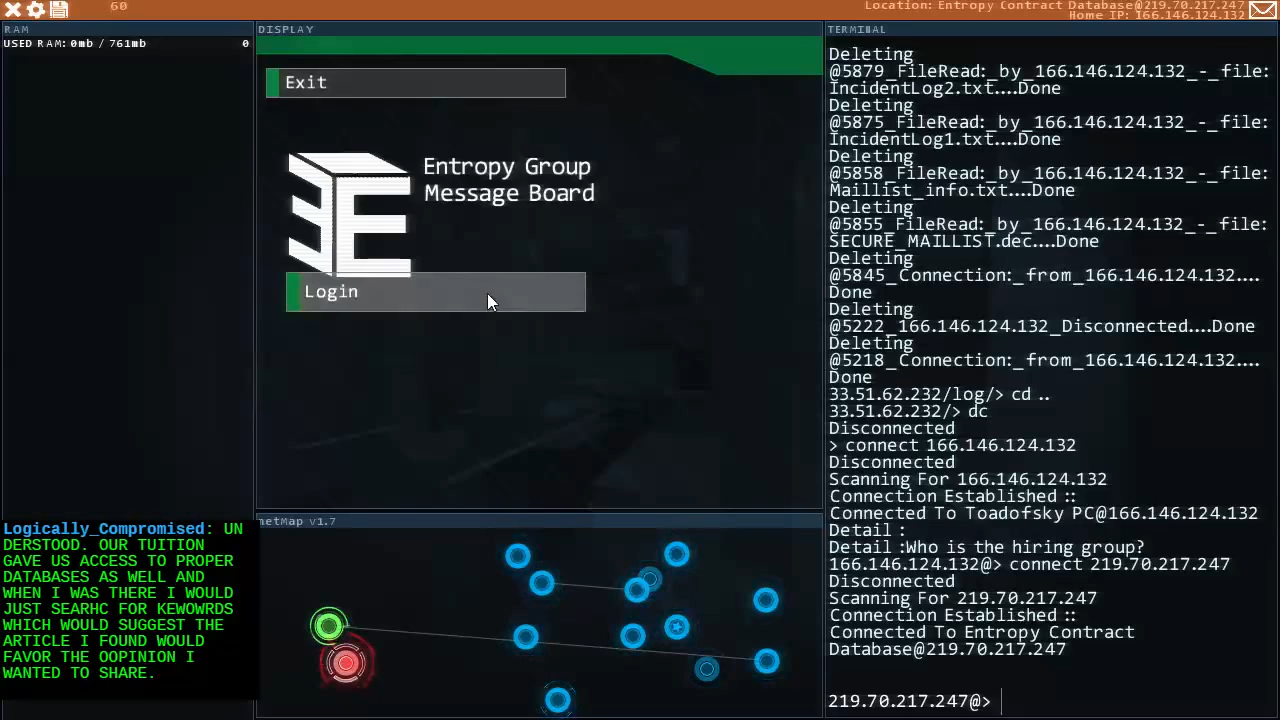 60
Location: Entropy Contract Database@219.70.217.247
Home IP: 166.146.124.132
RAM
USED RAM: 0mb / 761mb 0
DISPLAY
Exit
Entropy Group
Message Board
Login
netMap v1.7
Logically_Compromised: UN
DERSTOOD. OUR TUITION
GAVE US ACCESS TO PROPER
DATABASES AS WELL AND
WHEN I WAS THERE I WOULD
JUST SEARHC FOR KEWOWRDS
WHICH WOULD SUGGEST THE
ARTICLE I FOUND WOULD
FAVOR THE OOPINION I
WANTED TO SHARE.
TERMINAL
Deleting
@5879_FileRead:_by_166.146.124.132_-_file:
IncidentLog2.txt....Done
Deleting
@5875_FileRead:_by_166.146.124.132_-_file:
IncidentLog1.txt....Done
Deleting
@5858_FileRead:_by_166.146.124.132_-_file:
Maillist_info.txt....Done
Deleting
@5855_FileRead:_by_166.146.124.132_-_file:
SECURE_MAILLIST.dec....Done
Deleting
@5845_Connection:_from_166.146.124.132....
Done
Deleting
@5222_166.146.124.132_Disconnected....Done
Deleting
@5218_Connection:_from_166.146.124.132....
Done
33.51.62.232/log/> cd ..
33.51.62.232/> dc
Disconnected
> connect 166.146.124.132
Disconnected
Scanning For 166.146.124.132
Connection Established ::
Connected To Toadofsky PC@166.146.124.132
Detail :
Detail :Who is the hiring group?
166.146.124.132@> connect 219.70.217.247
Disconnected
Scanning For 219.70.217.247
Connection Established ::
Connected To Entropy Contract
Database@219.70.217.247
219.70.217.247@>